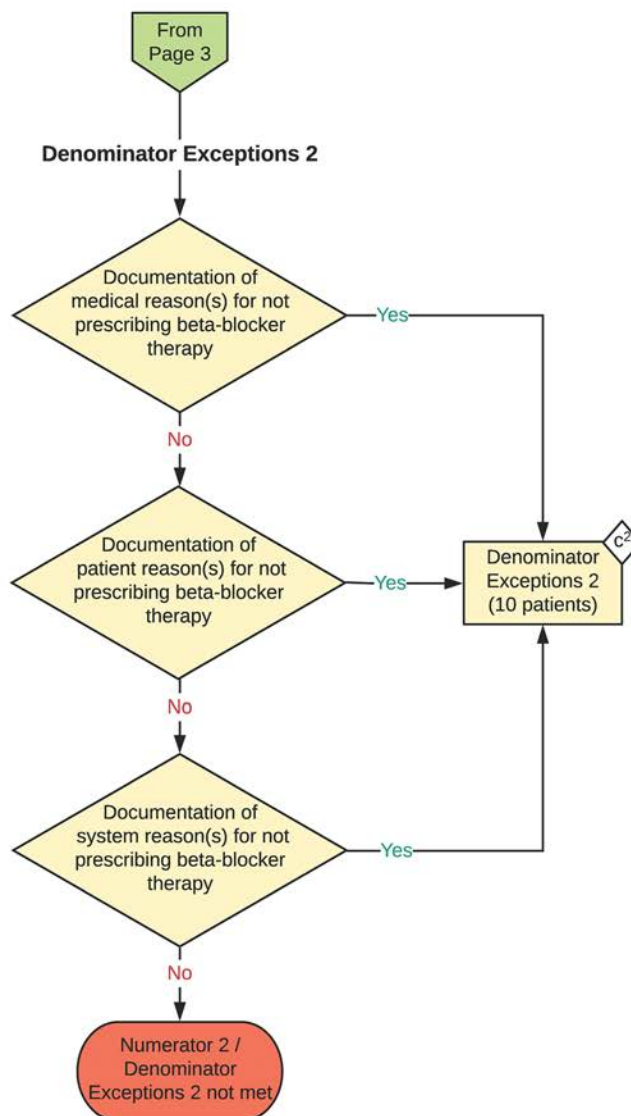 From
Page 3
Denominator Exceptions 2
Documentation of
medical reason(s) for not
prescribing beta-blocker
therapy
Yes
No
Documentation of
patient reason(s) for not
prescribing beta-blocker
therapy
Yes
c²
Denominator
Exceptions 2
(10 patients)
No
Documentation of
system reason(s) for not
prescribing beta-blocker
therapy
Yes
No
Numerator 2 /
Denominator
Exceptions 2 not met